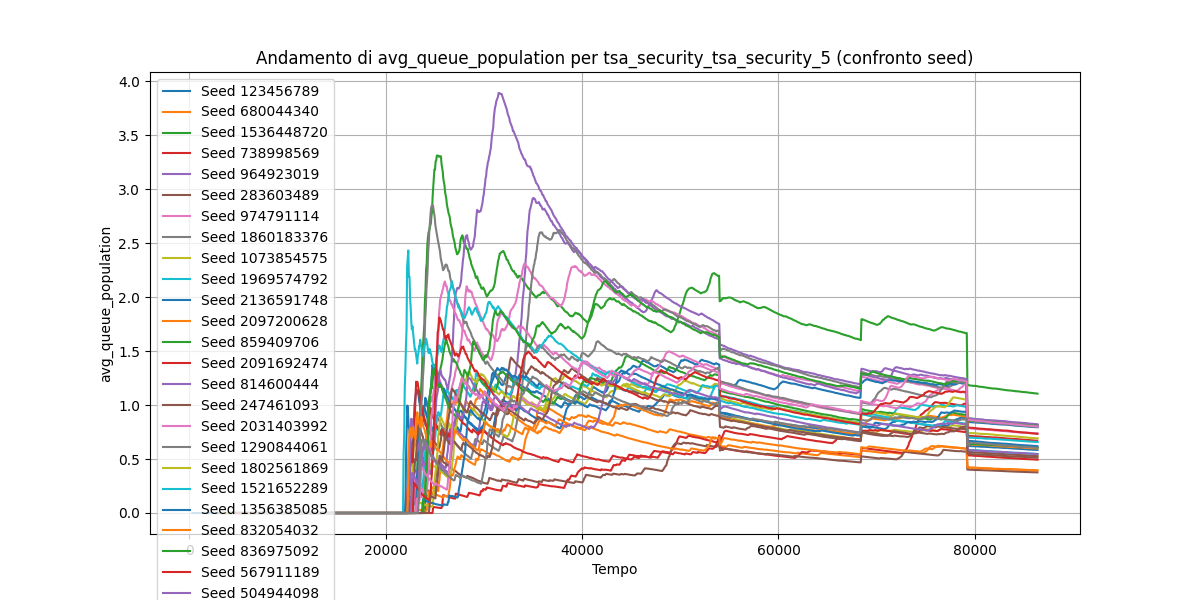 Andamento di avg_queue_population per tsa_security_tsa_security_5 (confronto seed)
avg_queue_population
4.0
3.5
3.0
2.5
2.0
1.5
1.0
0.5
0.0
Seed 123456789
Seed 680044340
Seed 1536448720
Seed 738998569
Seed 964923019
Seed 283603489
Seed 974791114
Seed 1860183376
Seed 1073854575
Seed 1969574792
Seed 2136591748
Seed 2097200628
Seed 859409706
Seed 2091692474
Seed 814600444
Seed 247461093
Seed 2031403992
Seed 1290844061
Seed 1802561869
Seed 1521652289
Seed 1356385085
Seed 832054032
Seed 836975092
Seed 567911189
Seed 504944098
0
20000
40000
60000
80000
Tempo